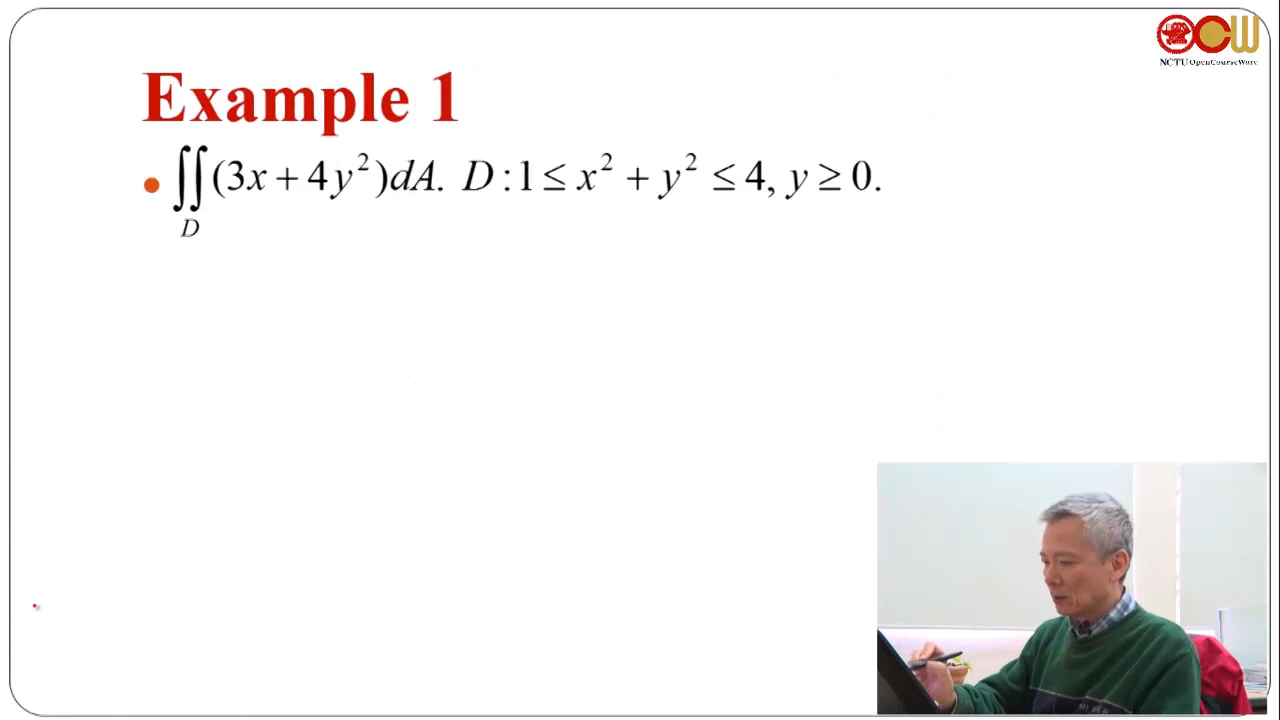 NCTU OpenCourseWare
Example 1
• ∬_D (3x + 4y²)dA. D : 1 ≤ x² + y² ≤ 4, y ≥ 0.